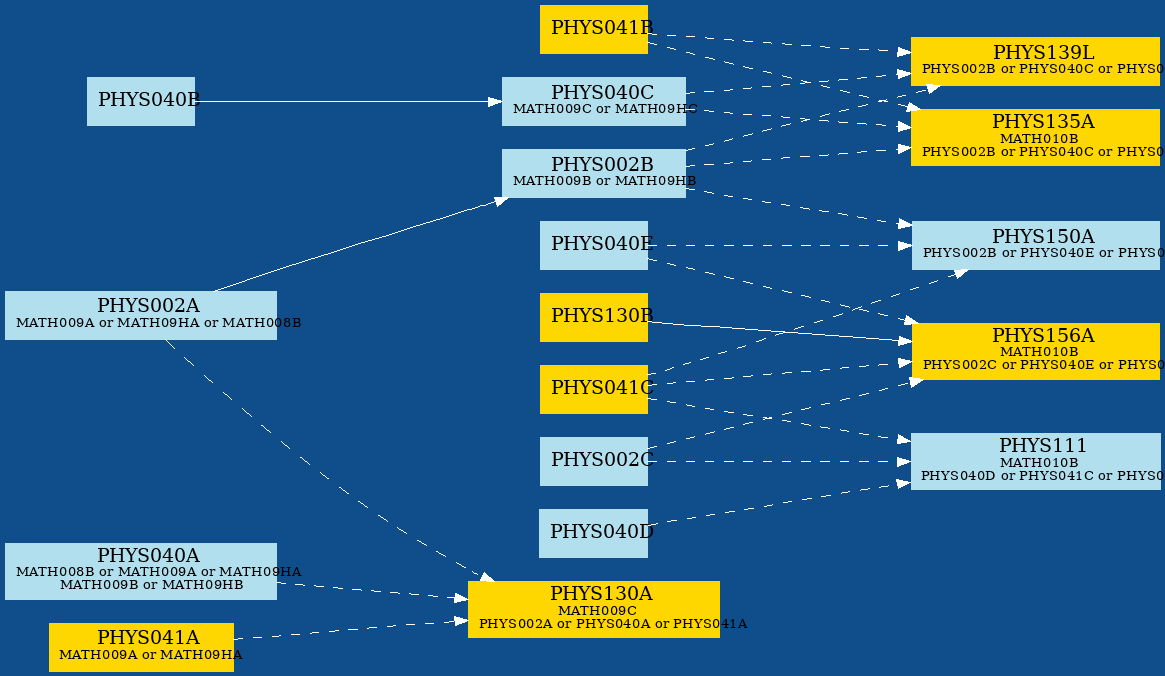 PHYS041B
PHYS139L
PHYS002B or PHYS040C or PHYS0
PHYS040B
PHYS040C
MATH009C or MATH09HC
PHYS135A
MATH010B
PHYS002B or PHYS040C or PHYS0
PHYS002B
MATH009B or MATH09HB
PHYS040E
PHYS150A
PHYS002B or PHYS040E or PHYS0
PHYS002A
MATH009A or MATH09HA or MATH008B
PHYS130B
PHYS156A
MATH010B
PHYS002C or PHYS040E or PHYS0
PHYS041C
PHYS002C
PHYS111
MATH010B
PHYS040D or PHYS041C or PHYS0
PHYS040D
PHYS040A
MATH008B or MATH009A or MATH09HA
MATH009B or MATH09HB
PHYS130A
MATH009C
PHYS002A or PHYS040A or PHYS041A
PHYS041A
MATH009A or MATH09HA